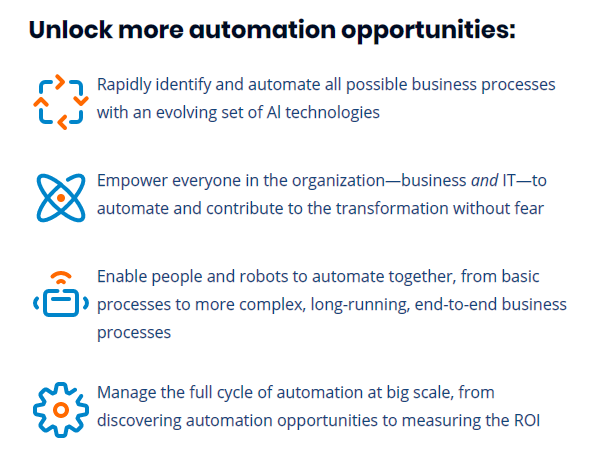 Unlock more automation opportunities:
Rapidly identify and automate all possible business processes
with an evolving set of AI technologies
Empower everyone in the organization—business and IT—to
automate and contribute to the transformation without fear
Enable people and robots to automate together, from basic
processes to more complex, long-running, end-to-end business
processes
Manage the full cycle of automation at big scale, from
discovering automation opportunities to measuring the ROI